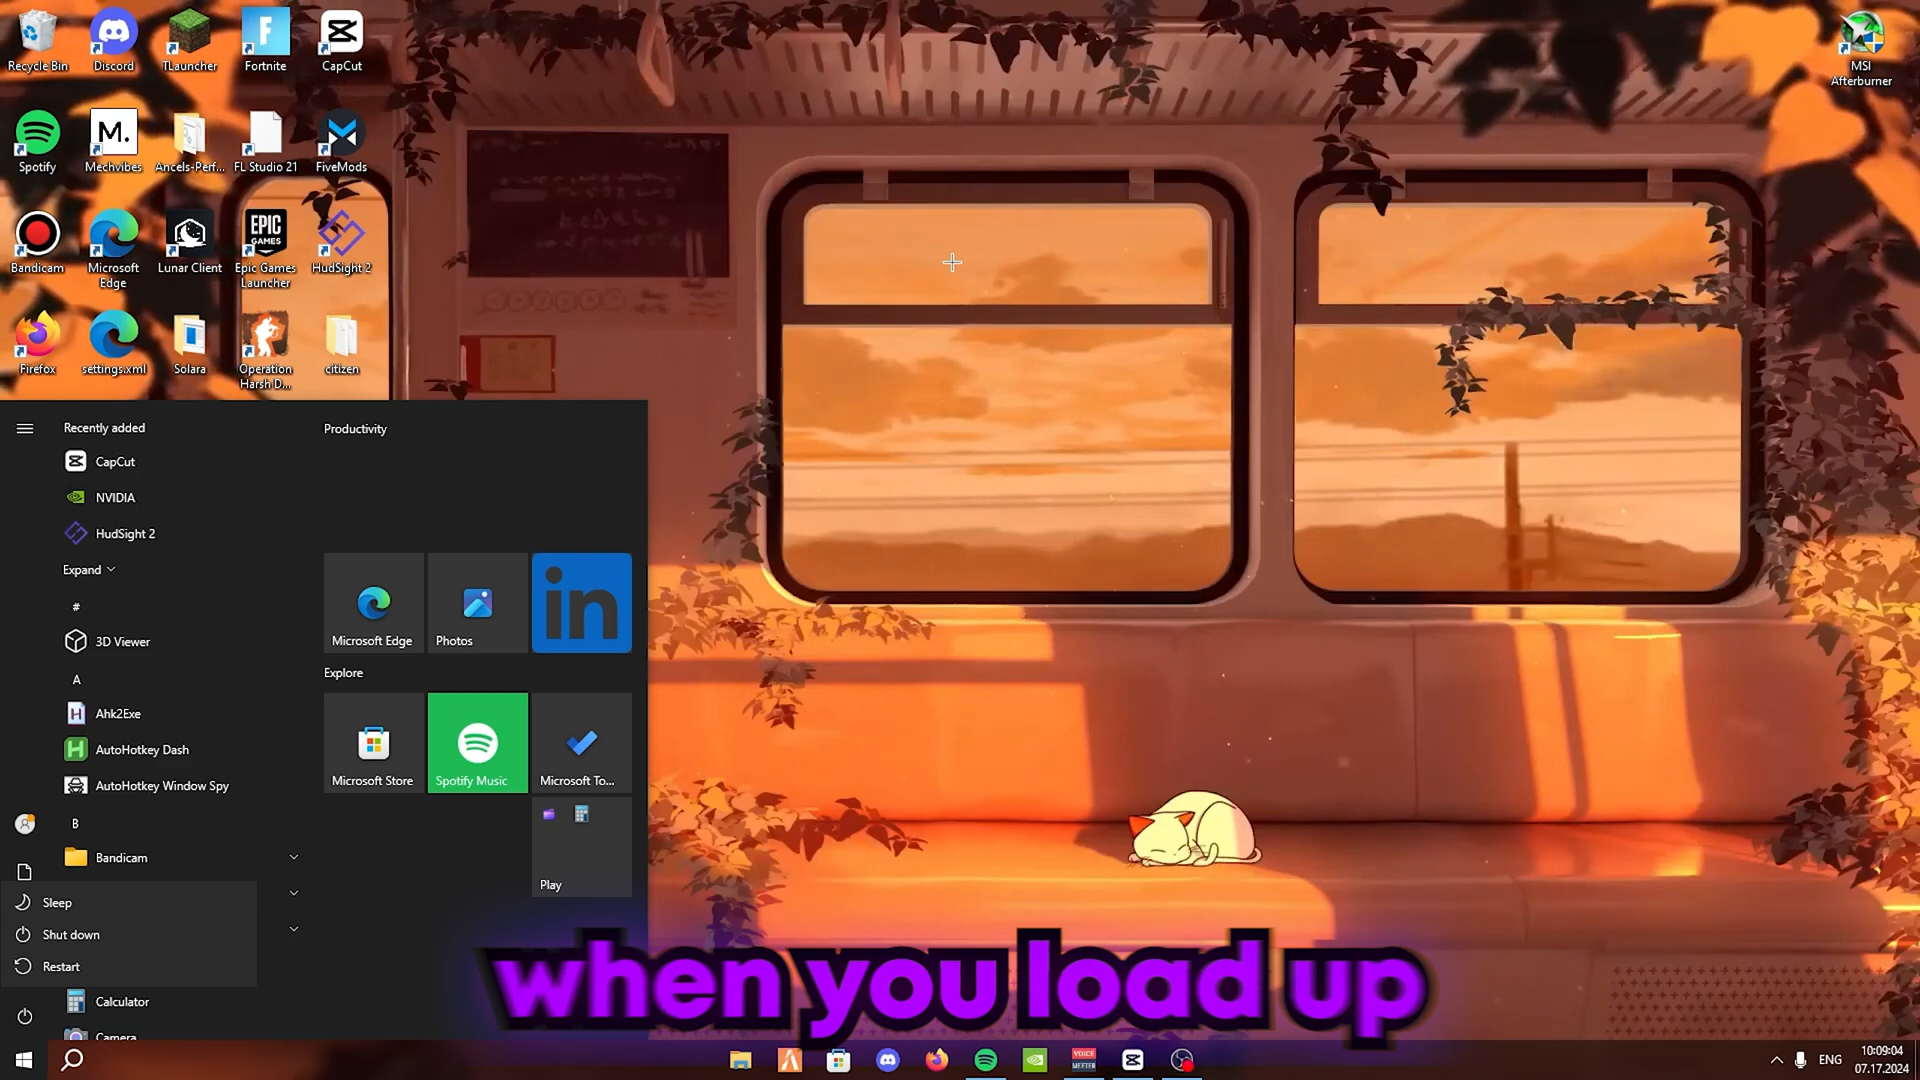 Recycle Bin
Discord
TLauncher
Fortnite
CapCut
MSI
Afterburner
Spotify
M.
Mechvibes
Ancels-Perf...
FL Studio 21
FiveMods
Bandicam
Microsoft
Edge
Lunar Client
EPIC
GAMES
Epic Games
Launcher
HudSight 2
Firefox
settings.xml
Solara
Operation
Harsh D...
citizen
Recently added
Productivity
CapCut
NVIDIA
HudSight 2
Expand
#
3D Viewer
A
Ahk2Exe
AutoHotkey Dash
AutoHotkey Window Spy
B
Bandicam
Sleep
Shut down
Restart
Calculator
Camera
Microsoft Edge
Photos
in
Explore
Microsoft Store
Spotify Music
Microsoft To...
Play
when you load up
VOICE
MEETER
ENG
10:09:04
07.17.2024